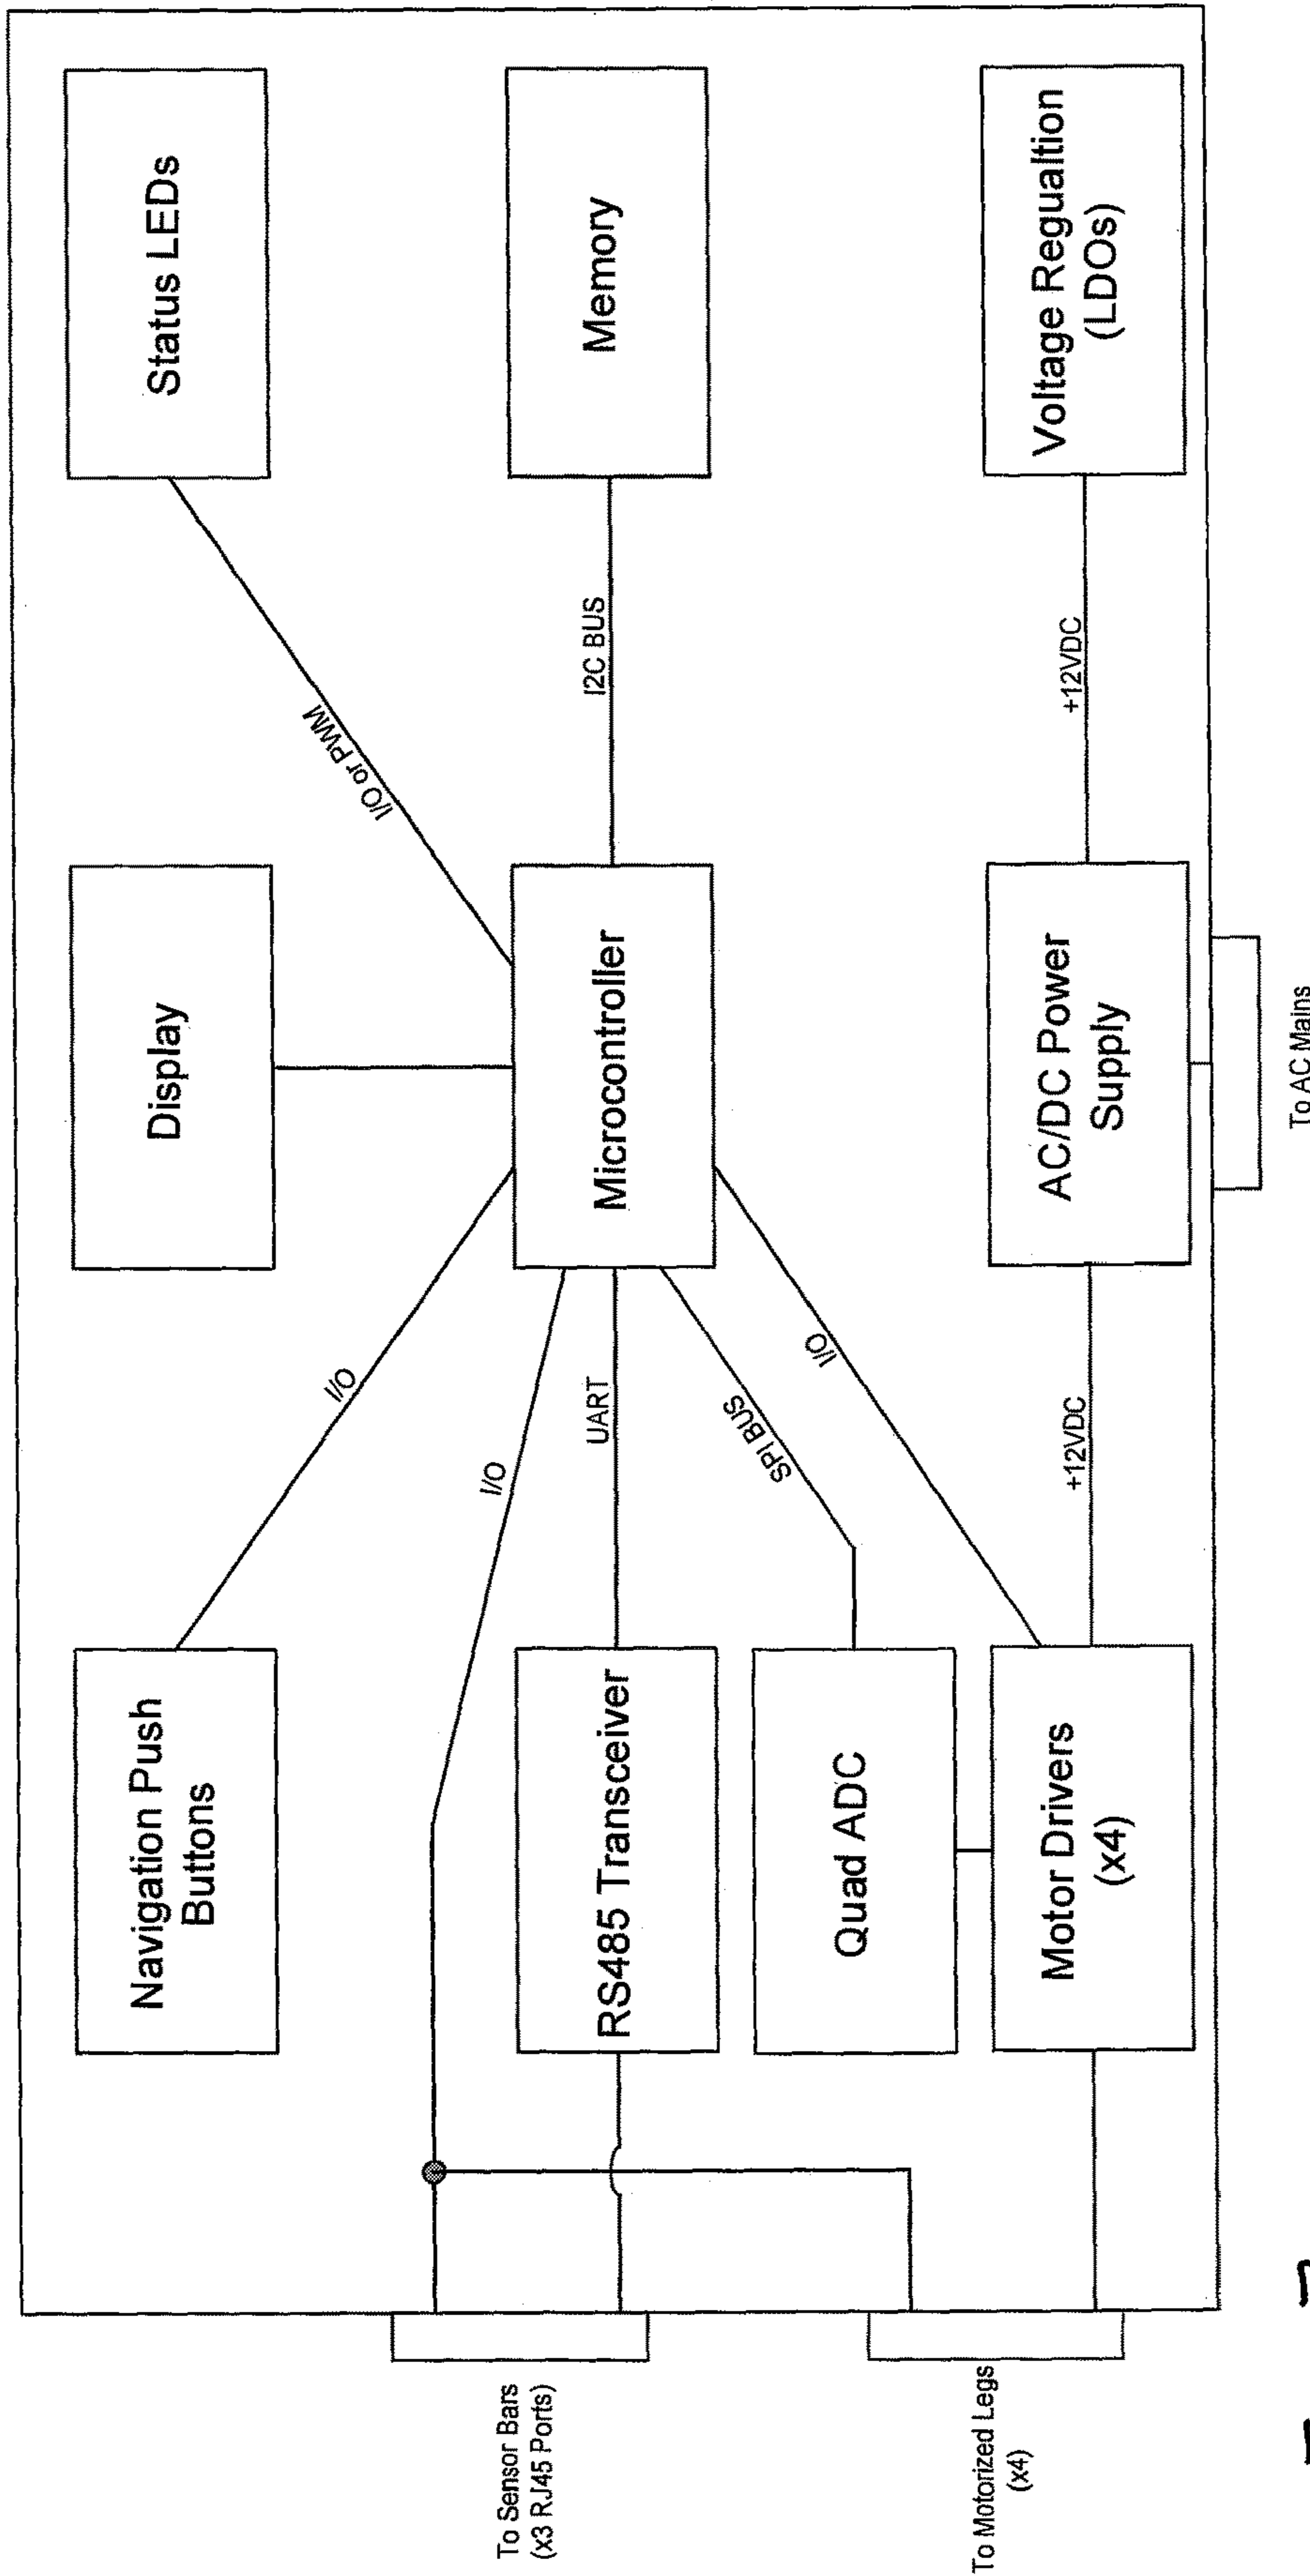 Navigation Push
Buttons
Display
Status LEDs
I/O
I/O or PWM
I/O
To Sensor Bars
(x3 RJ45 Ports)
RS485 Transceiver
UART
Microcontroller
I2C BUS
Memory
SPI BUS
Quad ADC
I/O
To Motorized Legs
(x4)
Motor Drivers
(x4)
+12VDC
AC/DC Power
Supply
+12VDC
Voltage Regualtion
(LDOs)
To AC Mains